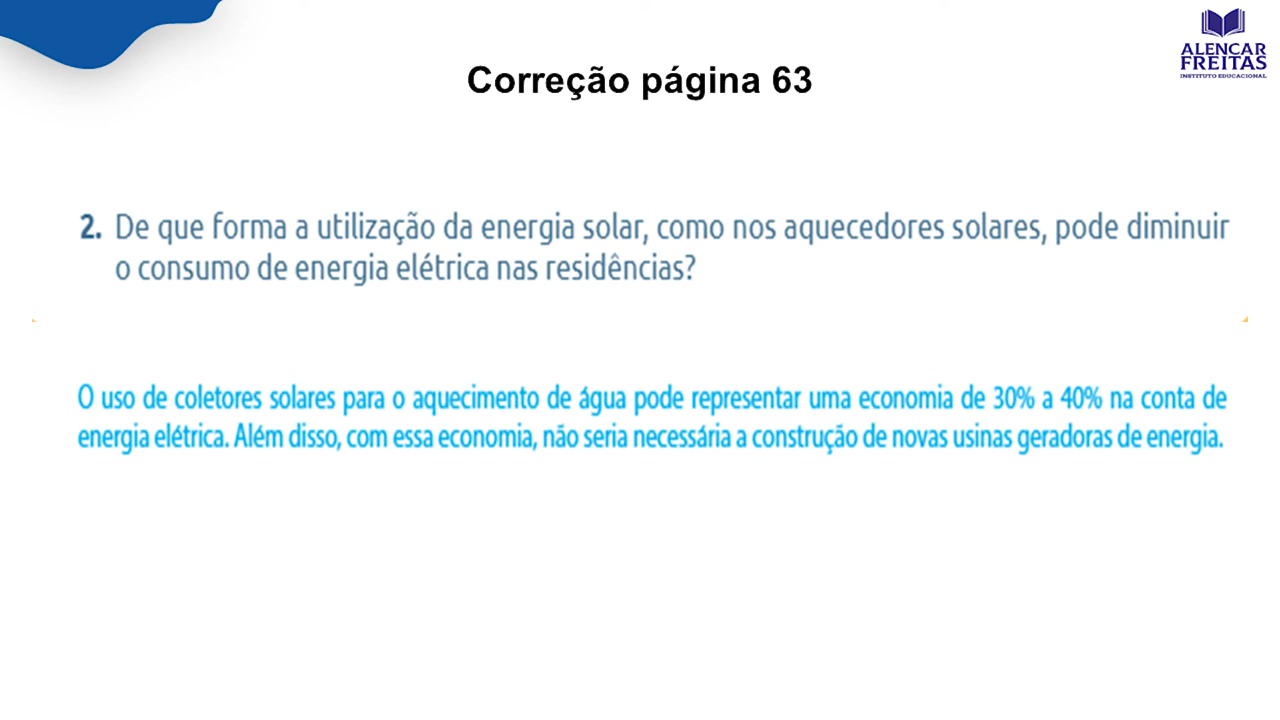 ALENCAR
FREITAS
INSTITUTO EDUCACIONAL
Correção página 63
2. De que forma a utilização da energia solar, como nos aquecedores solares, pode diminuir
o consumo de energia elétrica nas residências?
O uso de coletores solares para o aquecimento de água pode representar uma economia de 30% a 40% na conta de
energia elétrica. Além disso, com essa economia, não seria necessária a construção de novas usinas geradoras de energia.